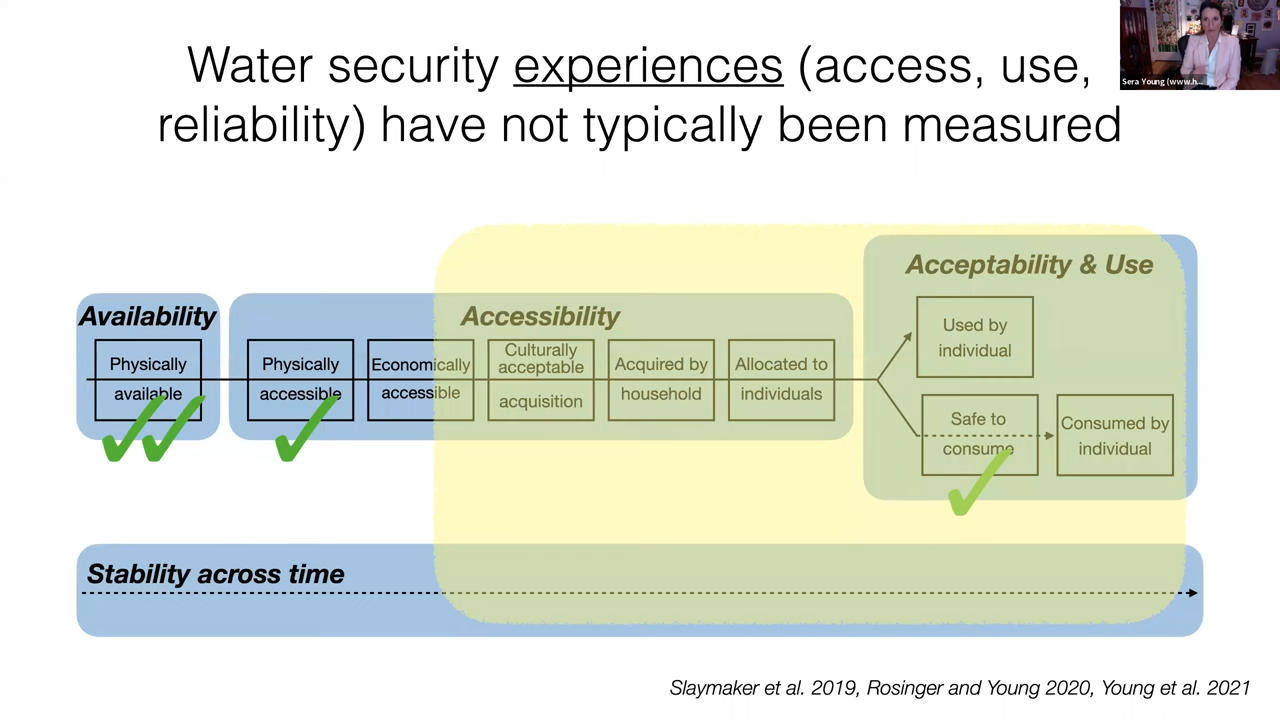 Water security experiences (access, use,
reliability) have not typically been measured
Sera Young (www.h...
Availability
Physically
available
Accessibility
Physically
accessible
Economically
accessible
Culturally
acceptable
acquisition
Acquired by
household
Allocated to
individuals
Acceptability & Use
Used by
individual
Safe to
consume
Consumed by
individual
Stability across time
Slaymaker et al. 2019, Rosinger and Young 2020, Young et al. 2021